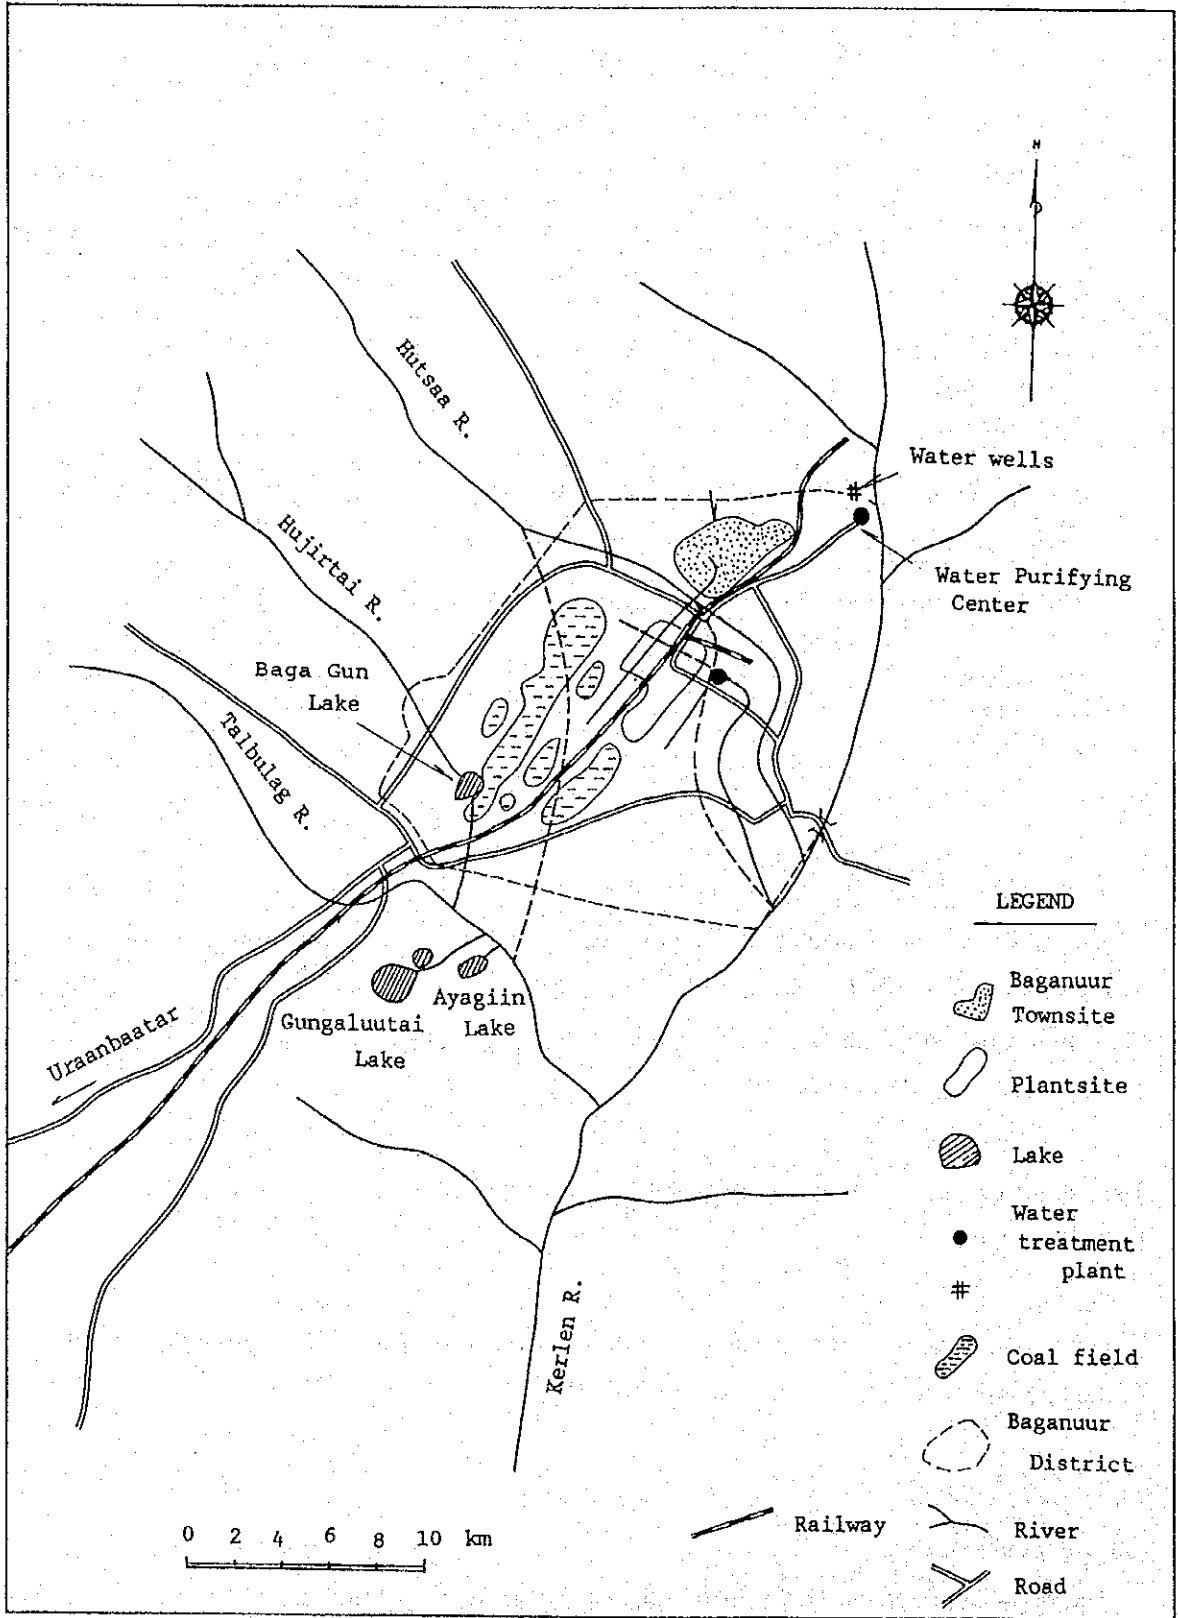 N
Hutsaa R.
Water wells
Hujirtai R.
Water Purifying
Center
Baga Gun
Lake
Talbulag R.
LEGEND
Baganuur
Townsite
Ayagiin
Lake
Gungaluutai
Lake
Uraanbaatar
Plantsite
Lake
Water
treatment
plant
Kerlen R.
Coal field
Baganuur
District
0 2 4 6 8 10 km
Railway
River
Road